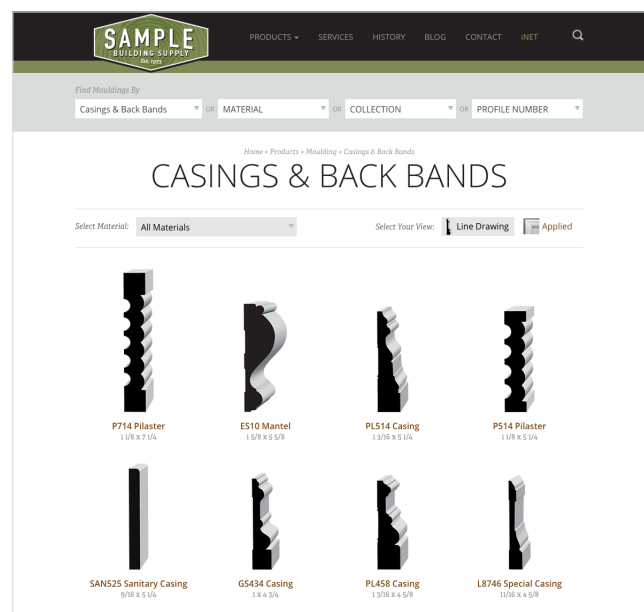 SAMPLE
BUILDING SUPPLY
Est. 1973
PRODUCTS SERVICES HISTORY BLOG CONTACT iNET
Find Mouldings By
Casings & Back Bands OR MATERIAL OR COLLECTION OR PROFILE NUMBER
Home » Products » Moulding » Casings & Back Bands
CASINGS & BACK BANDS
Select Material: All Materials Select Your View: Line Drawing Applied
P714 Pilaster ES10 Mantel PL514 Casing P514 Pilaster
1 1/8 x 7 1/4 1 5/8 x 5 5/8 1 3/16 x 5 1/4 1 1/8 x 5 1/4
SAN525 Sanitary Casing GS434 Casing PL458 Casing L8746 Special Casing
9/16 x 5 1/4 1 x 4 3/4 1 3/16 x 4 5/8 11/16 x 4 5/8